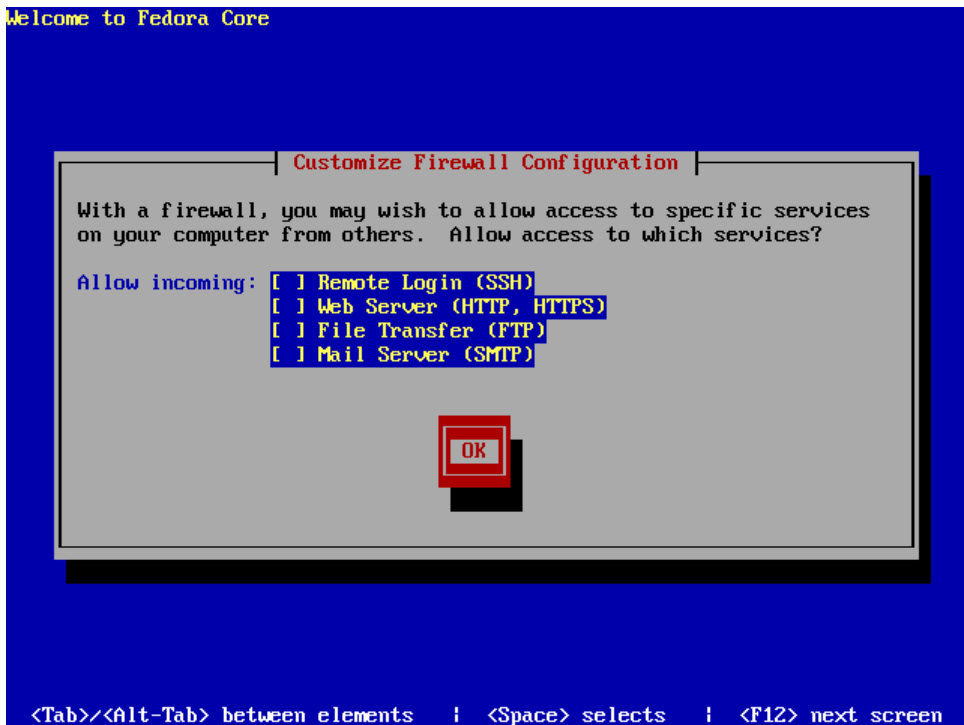 Welcome to Fedora Core
Customize Firewall Configuration
With a firewall, you may wish to allow access to specific services
on your computer from others.  Allow access to which services?
Allow incoming: [ ] Remote Login (SSH)
[ ] Web Server (HTTP, HTTPS)
[ ] File Transfer (FTP)
[ ] Mail Server (SMTP)
OK
<Tab>/<Alt-Tab> between elements   |  <Space> selects   |  <F12> next screen